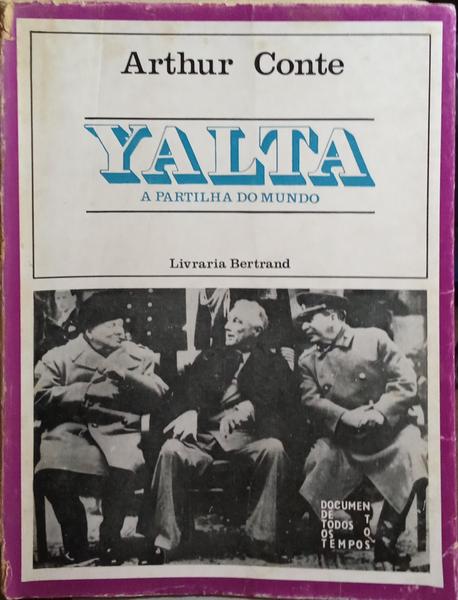 Arthur Conte
YALTA
A PARTILHA DO MUNDO
Livraria Bertrand
DOCUMEN
DE T
TODOS O
OS
TEMPOS